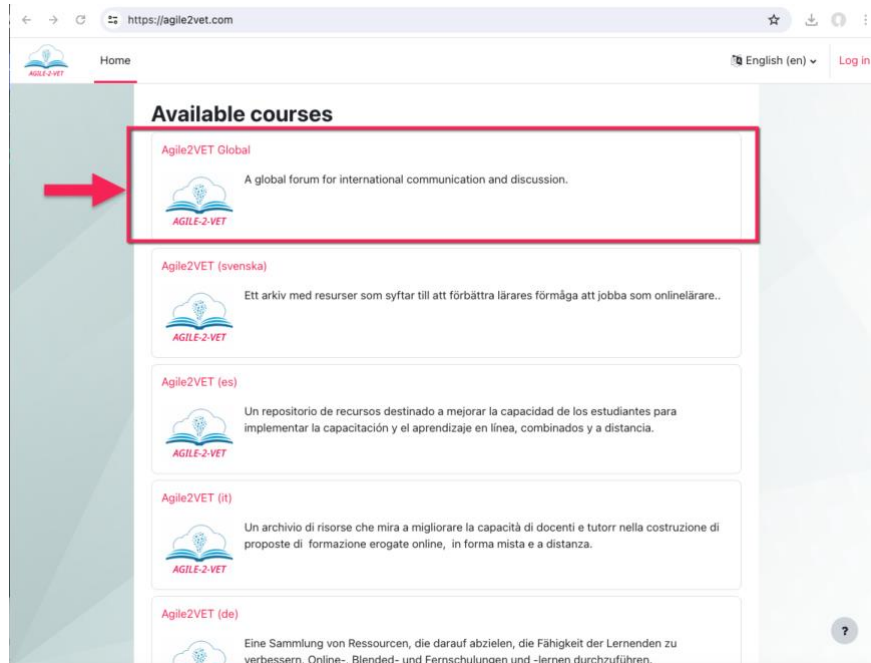 https://agile2vet.com
AGILE-2-VET
Home
English (en)
Log in
Available courses
Agile2VET Global
A global forum for international communication and discussion.
AGILE-2-VET
Agile2VET (svenska)
Ett arkiv med resurser som syftar till att förbättra lärares förmåga att jobba som onlinelärare..
AGILE-2-VET
Agile2VET (es)
Un repositorio de recursos destinado a mejorar la capacidad de los estudiantes para
implementar la capacitación y el aprendizaje en línea, combinados y a distancia.
AGILE-2-VET
Agile2VET (it)
Un archivio di risorse che mira a migliorare la capacità di docenti e tutorr nella costruzione di
proposte di formazione erogate online, in forma mista e a distanza.
AGILE-2-VET
Agile2VET (de)
Eine Sammlung von Ressourcen, die darauf abzielen, die Fähigkeit der Lernenden zu
verbessern, Online-, Blended- und Fernschulungen und -lernen durchzuführen.
?